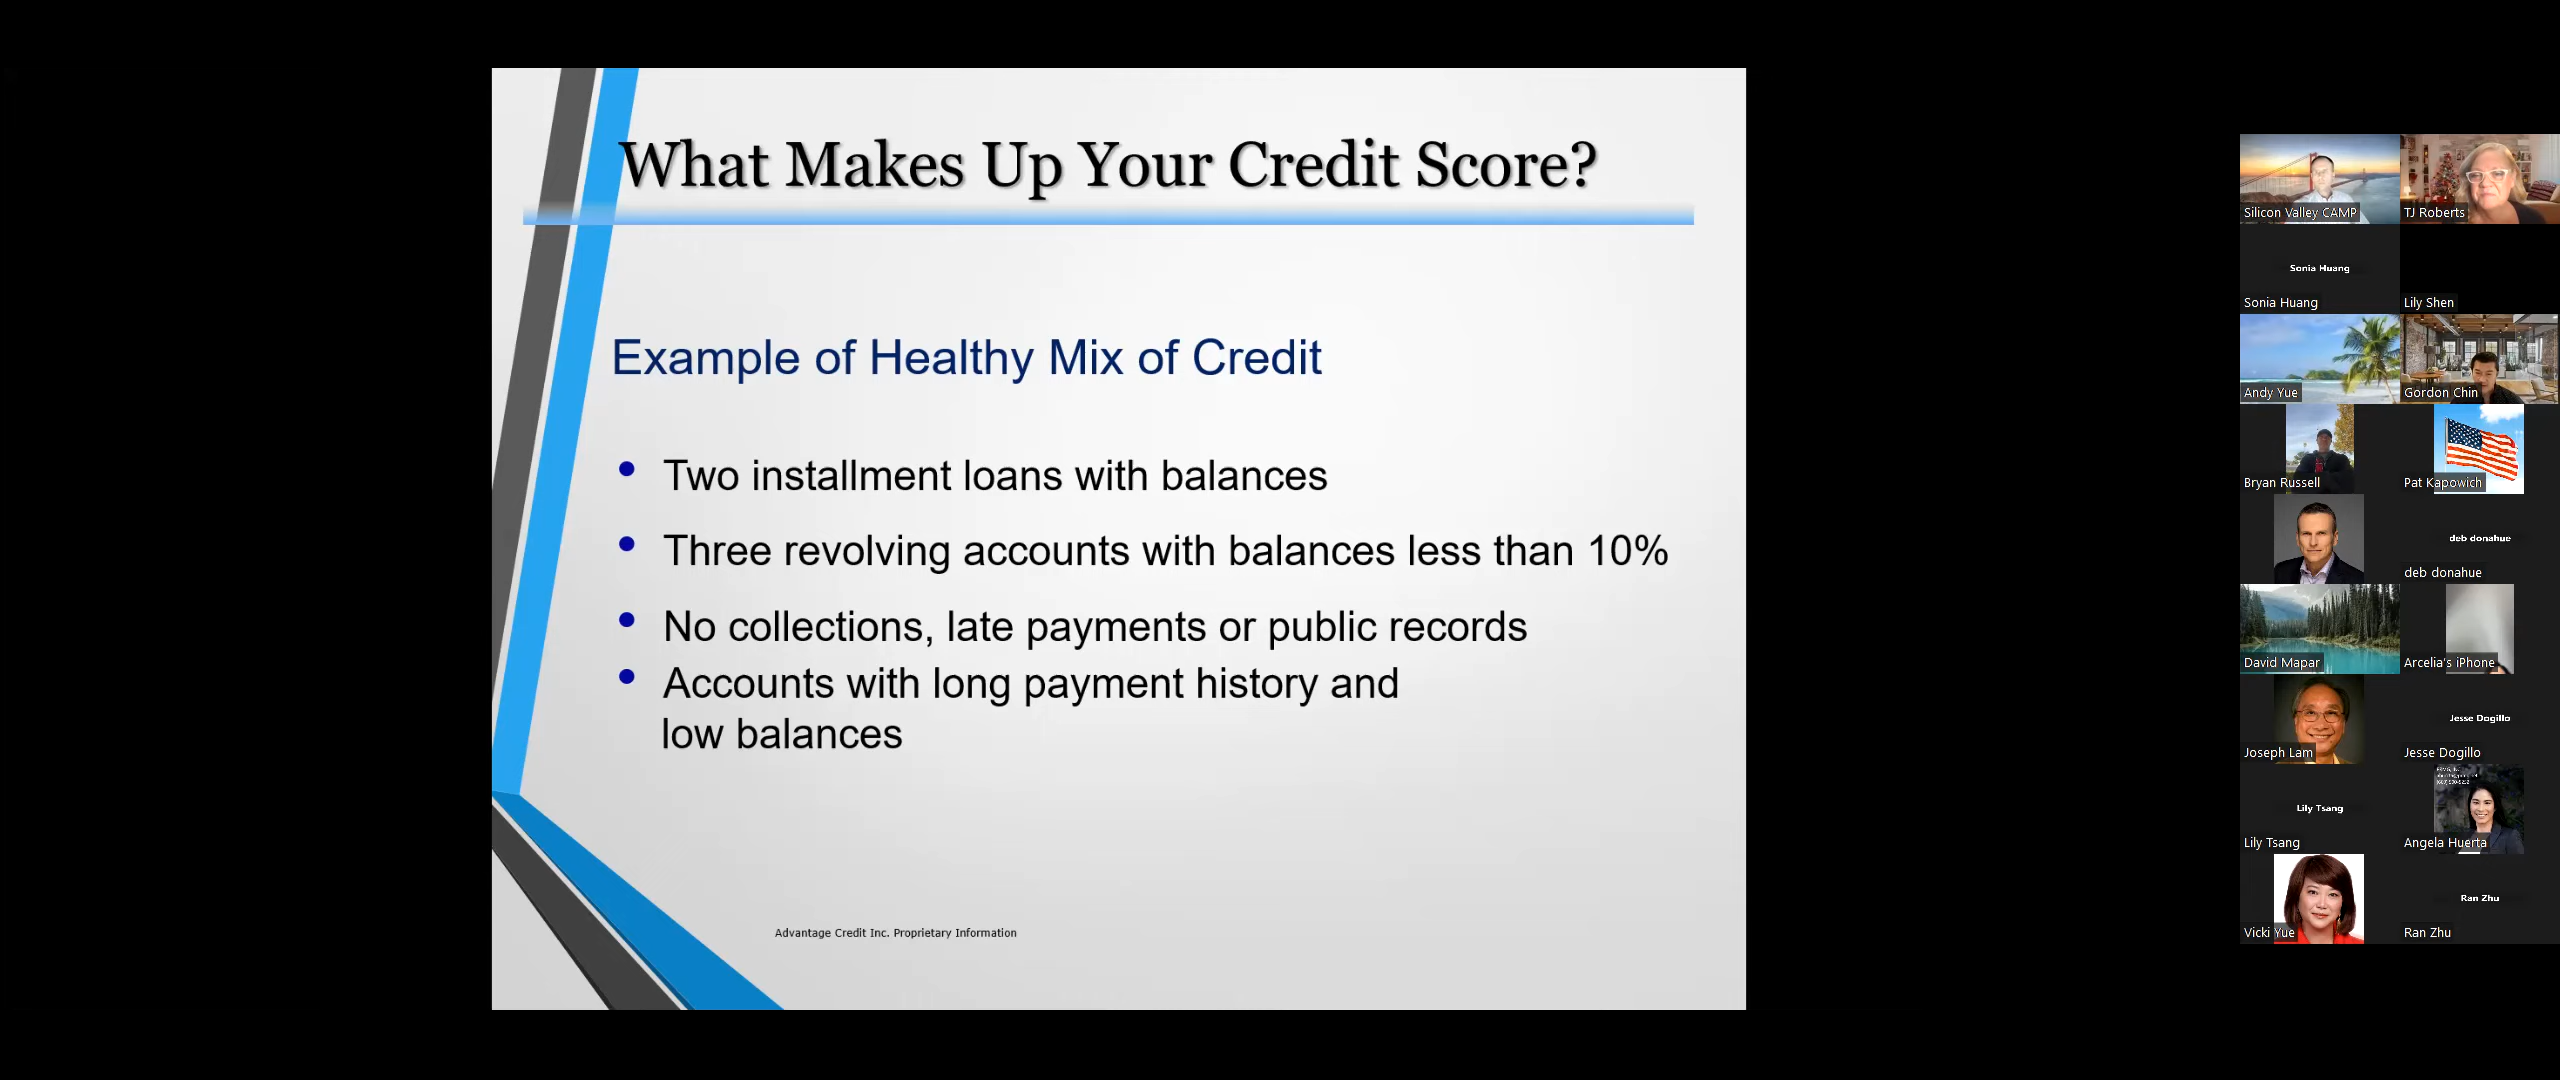 What Makes Up Your Credit Score?
Example of Healthy Mix of Credit
Two installment loans with balances
Three revolving accounts with balances less than 10%
No collections, late payments or public records
Accounts with long payment history and
low balances
Advantage Credit Inc. Proprietary Information
Silicon Valley CAMP
TJ Roberts
Sonia Huang
Sonia Huang
Lily Shen
Andy Yue
Gordon Chin
Bryan Russell
Pat Kapowich
deb donahue
deb donahue
David Mapar
Arcelia's iPhone
Joseph Lam
Jesse Dogillo
Jesse Dogillo
Lily Tsang
Lily Tsang
Angela Huerta
Vicki Yue
Ran Zhu
Ran Zhu